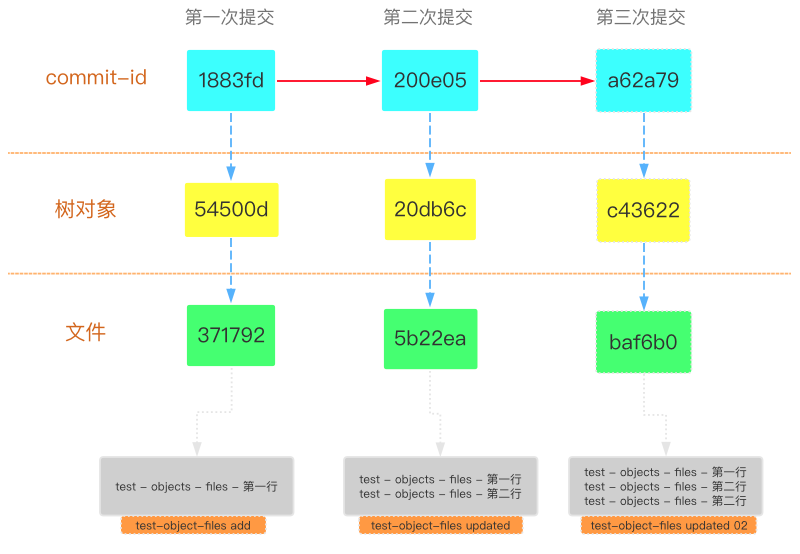 第一次提交 第二次提交 第三次提交
commit-id 1883fd 200e05 a62a79
树对象 54500d 20db6c c43622
文件 371792 5b22ea baf6b0
test - objects - files - 第一行
test-object-files add
test - objects - files - 第一行
test - objects - files - 第二行
test-object-files updated
test - objects - files - 第一行
test - objects - files - 第二行
test - objects - files - 第二行
test-object-files updated 02